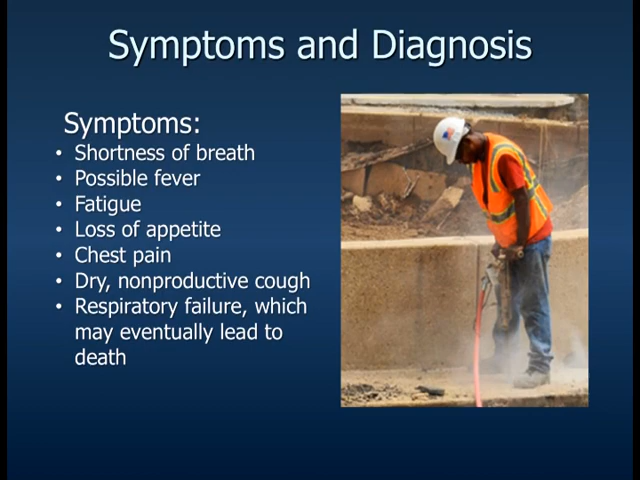 Symptoms and Diagnosis
Symptoms:
• Shortness of breath
• Possible fever
• Fatigue
• Loss of appetite
• Chest pain
• Dry, nonproductive cough
• Respiratory failure, which
may eventually lead to
death